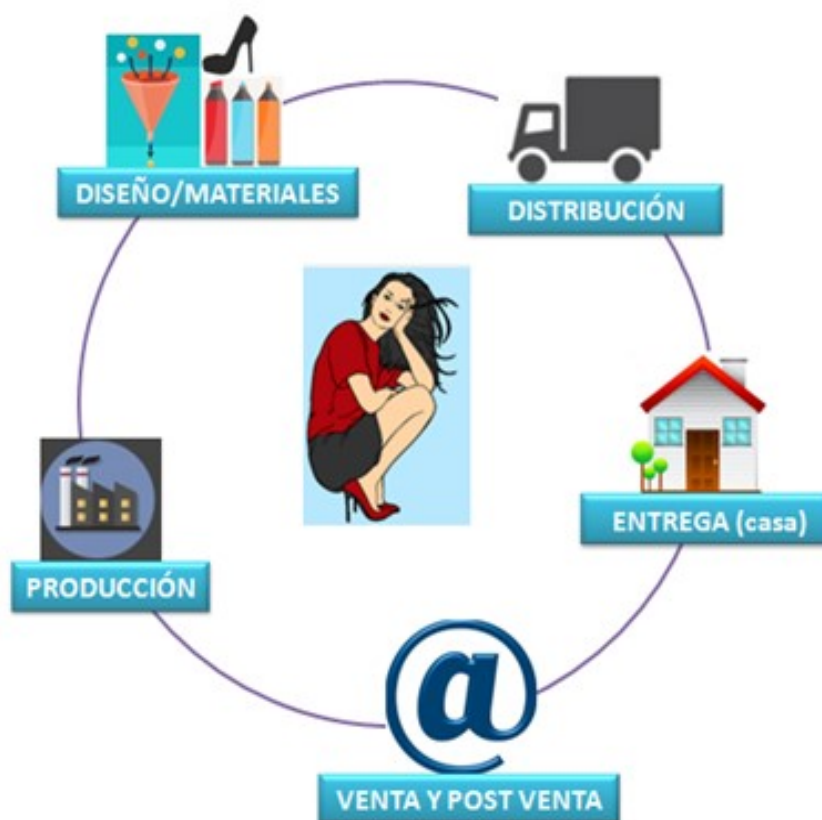 DISEÑO/MATERIALES
DISTRIBUCIÓN
ENTREGA (casa)
PRODUCCIÓN
@
VENTA Y POST VENTA